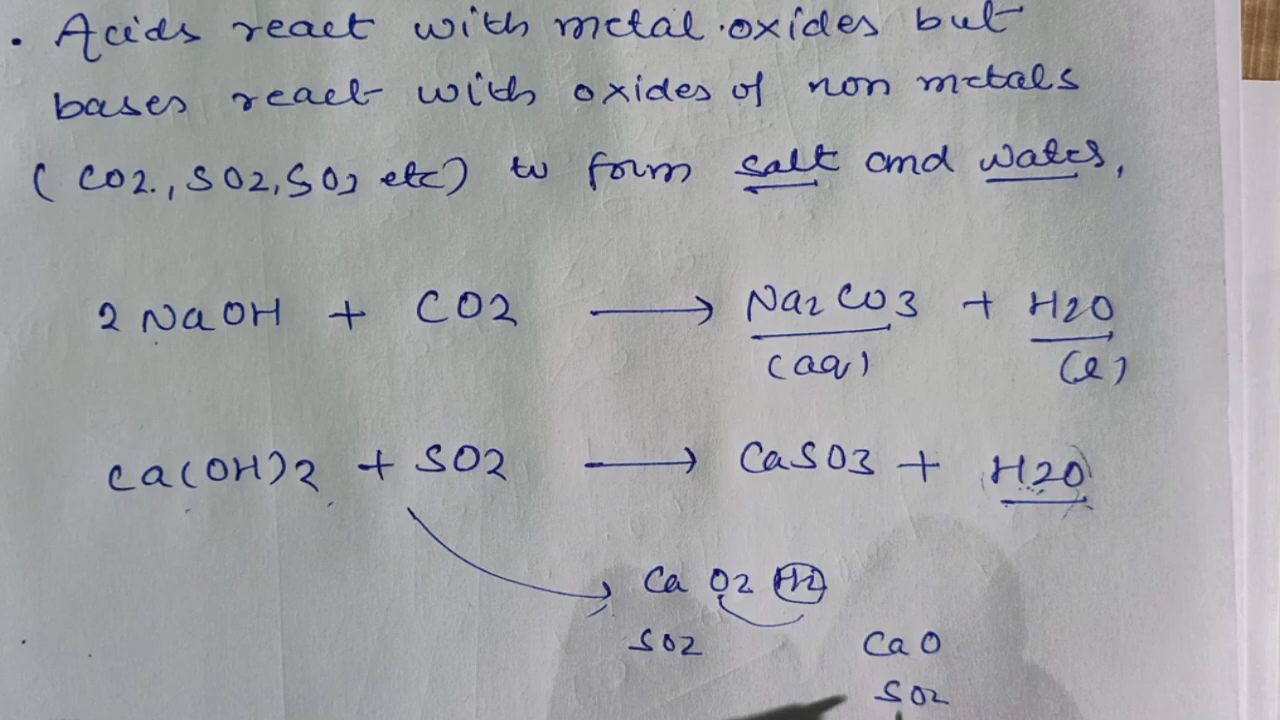 . Acids react with metal oxides but
bases react with oxides of non metals
( CO2., SO2, SO3 etc) to form salt and water,
2 NaOH + CO2 → Na2CO3 + H2O
(aq) (l)
Ca(OH)2 + SO2 → CaSO3 + H2O
Ca O2 H2
SO2 CaO
SO2